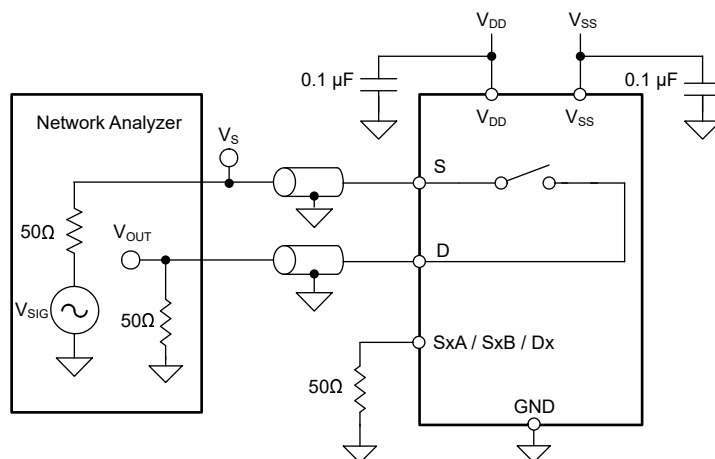 V_DD
V_SS
0.1 µF
0.1 µF
V_DD
V_SS
Network Analyzer
V_S
S
50Ω
V_OUT
D
V_SIG
50Ω
SxA / SxB / Dx
50Ω
GND